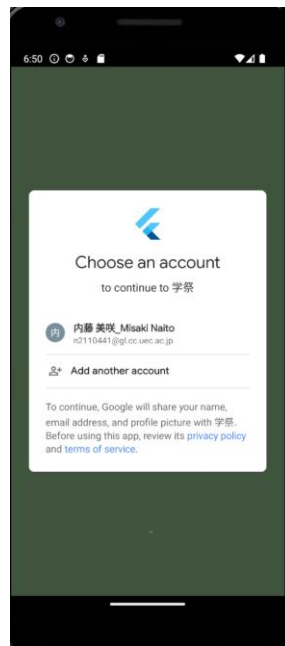 6:50
Choose an account
to continue to 学祭
内
内藤 美咲_Misaki Naito
n2110441@gl.cc.uec.ac.jp
Add another account
To continue, Google will share your name,
email address, and profile picture with 学祭.
Before using this app, review its privacy policy
and terms of service.